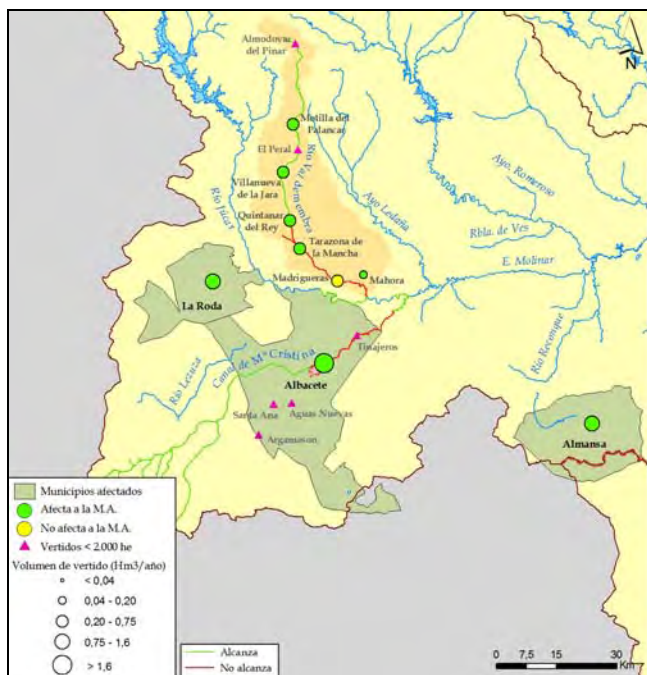 Almodovar
del Pinar
N
Motilla del
Palancar
El Peral
Río Valdemembra
Villanueva
de la Jara
Río Júcar
Ayo Ledaña
Ayo. Romeroso
Quintanar
del Rey
Rbla. de Ves
Tarazona de
la Mancha
E. Molinar
Madrigueras
Mahora
La Roda
Río Reconque
Tinajeros
Canal de Mª Cristina
Río Lezuza
Albacete
Santa Ana
Aguas Nuevas
Argamason
Almansa
Municipios afectados
Afecta a la M.A.
No afecta a la M.A.
Vertidos < 2.000 he
Volumen de vertido (Hm3/año)
< 0,04
0,04 - 0,20
0,20 - 0,75
0,75 - 1,6
> 1,6
Alcanza
No alcanza
0 7,5 15 30
Km